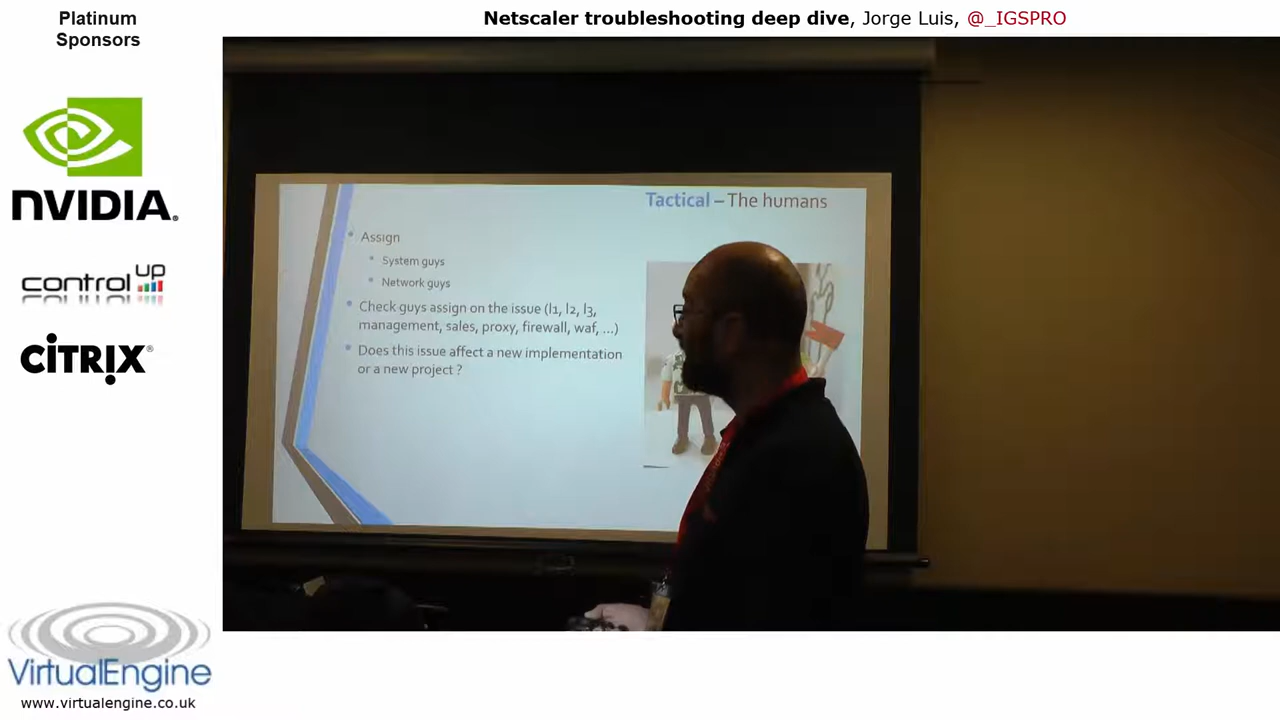 Platinum
Sponsors
Netscaler troubleshooting deep dive, Jorge Luis, @_IGSPRO
NVIDIA.
control UP
CITRIX®
VirtualEngine
www.virtualengine.co.uk
Tactical – The humans
Assign
System guys
Network guys
Check guys assign on the issue (l1, l2, l3,
management, sales, proxy, firewall, waf, ...)
Does this issue affect a new implementation
or a new project ?